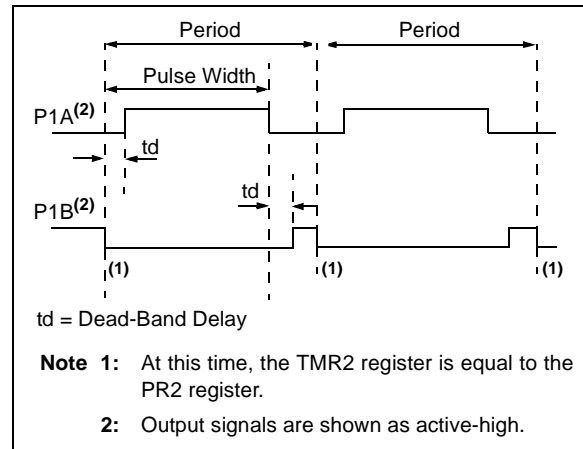 Period Period
Pulse Width
P1A(2)
td
td
P1B(2)
(1) (1) (1)
td = Dead-Band Delay
Note 1: At this time, the TMR2 register is equal to the
PR2 register.
2: Output signals are shown as active-high.